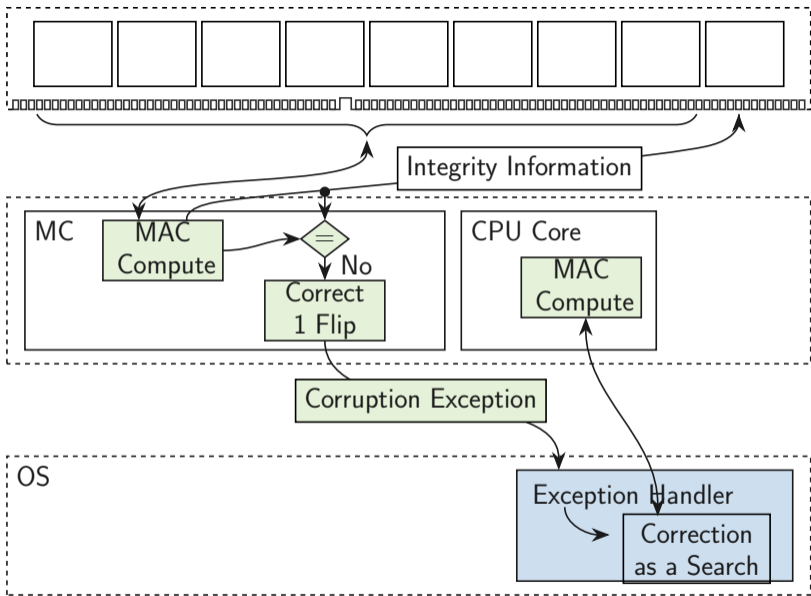 Integrity Information
MC
MAC
Compute
=
No
Correct
1 Flip
CPU Core
MAC
Compute
Corruption Exception
OS
Exception Handler
Correction
as a Search